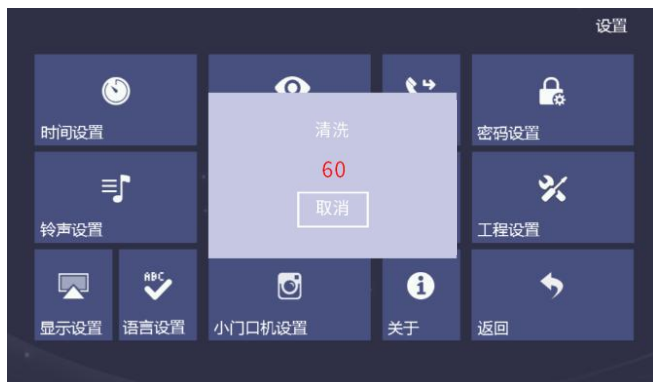 设置
时间设置
密码设置
清洗
60
取消
铃声设置
工程设置
ABC
显示设置
语言设置
小门口机设置
关于
返回